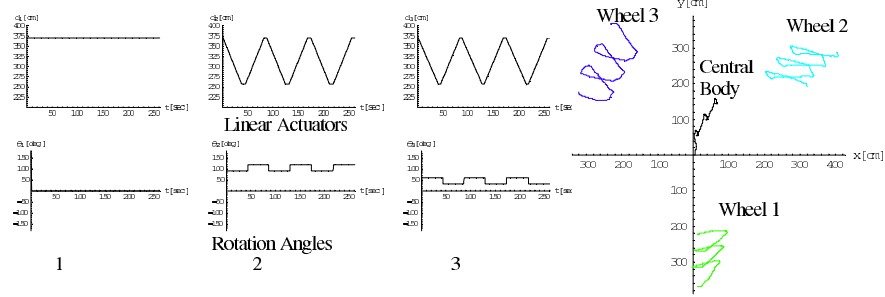 d1[cm]
400
375
350
325
300
275
250
225
50 100 150 200 250
t[sec]
d2[cm]
400
375
350
325
300
275
250
225
50 100 150 200 250
t[sec]
d3[cm]
400
375
350
325
300
275
250
225
50 100 150 200 250
t[sec]
Linear Actuators
θ1[deg]
150
100
50
-50
-100
-150
50 100 150 200 250
t[sec]
θ2[deg]
150
100
50
-50
-100
-150
50 100 150 200 250
t[sec]
θ3[deg]
150
100
50
-50
-100
-150
50 100 150 200 250
t[sec]
Rotation Angles
1 2 3
y[cm]
Wheel 3
Wheel 2
300
200
100
Central
Body
300 200 100 100 200 300 400
x[cm]
100
200
300
Wheel 1